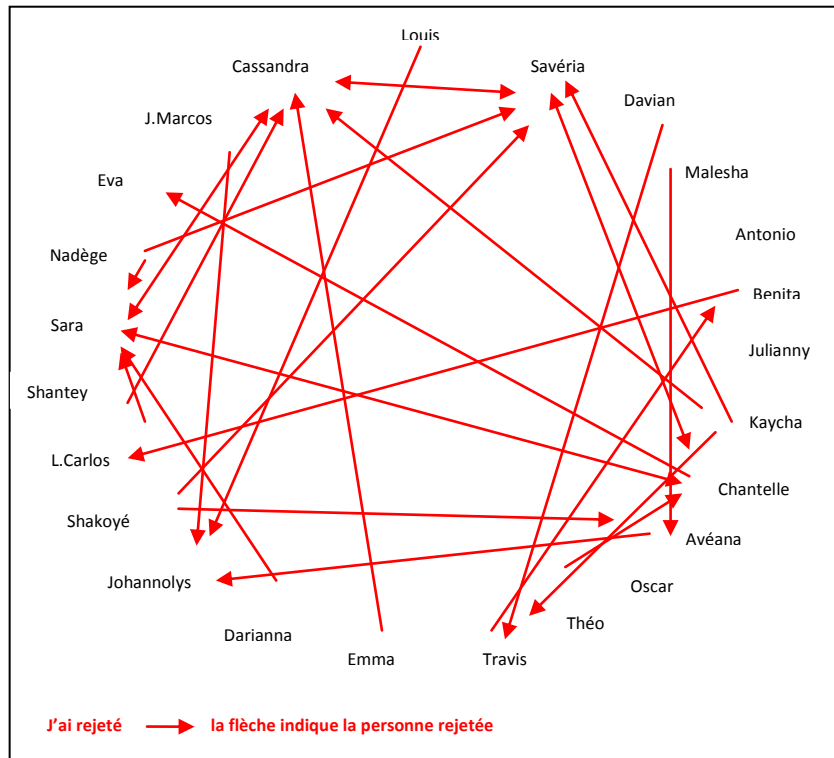 Louis
Cassandra
Savéria
Davian
J.Marcos
Malesha
Eva
Antonio
Nadège
Benita
Sara
Julianny
Shantey
Kaycha
L.Carlos
Chantelle
Shakoyé
Avéana
Johannolys
Oscar
Théo
Darianna
Emma
Travis
J'ai rejeté la flèche indique la personne rejetée